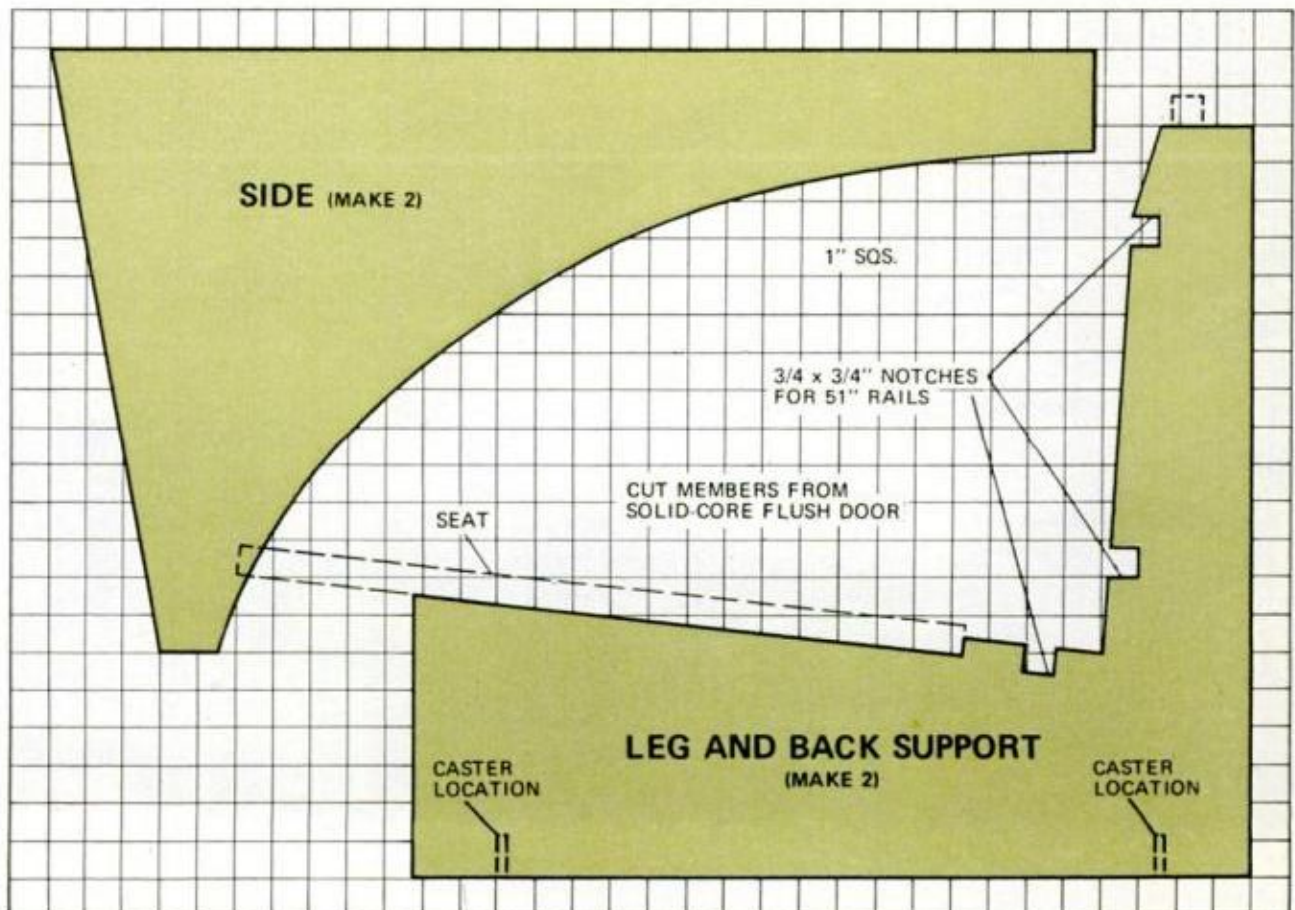 SIDE (MAKE 2)
1" SQS.
3/4 x 3/4" NOTCHES
FOR 51" RAILS
CUT MEMBERS FROM
SOLID-CORE FLUSH DOOR
SEAT
LEG AND BACK SUPPORT
(MAKE 2)
CASTER
LOCATION
CASTER
LOCATION